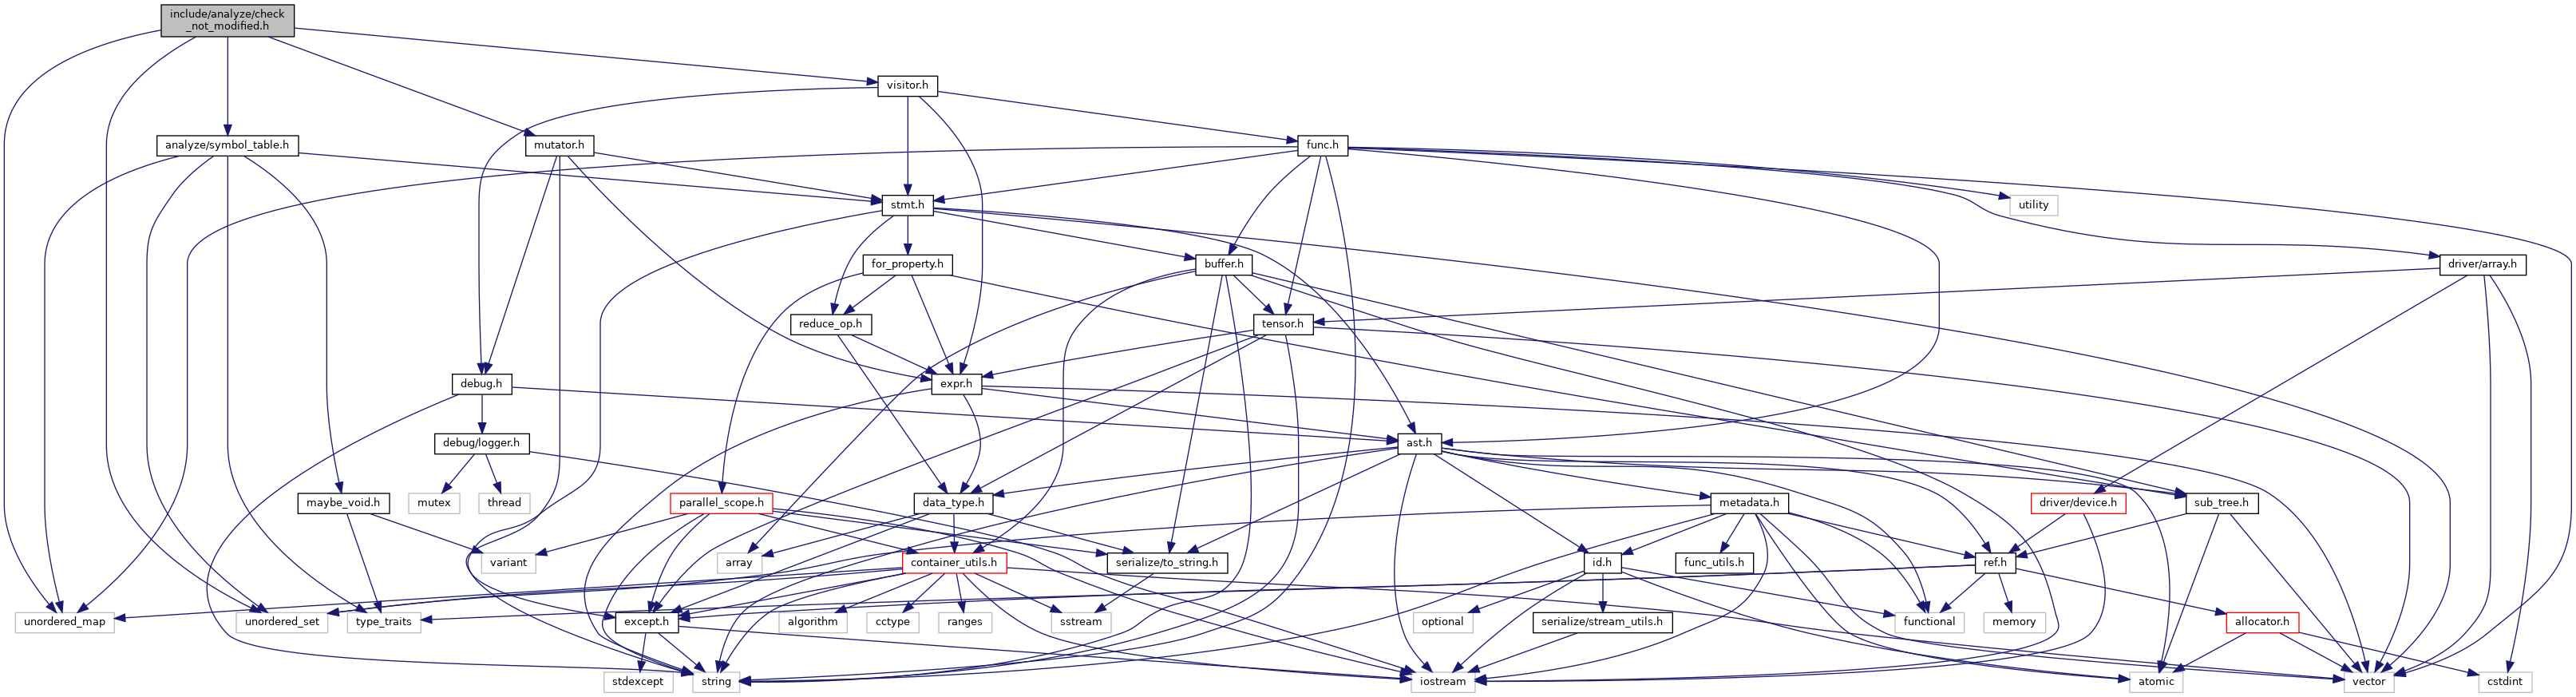 include/analyze/check
_not_modified.h
visitor.h
analyze/symbol_table.h
mutator.h
func.h
stmt.h
utility
for_property.h
buffer.h
driver/array.h
reduce_op.h
tensor.h
debug.h
expr.h
debug/logger.h
ast.h
mutex
thread
maybe_void.h
parallel_scope.h
data_type.h
metadata.h
driver/device.h
sub_tree.h
variant
array
container_utils.h
serialize/to_string.h
id.h
func_utils.h
ref.h
unordered_map
unordered_set
type_traits
except.h
algorithm
cctype
ranges
sstream
optional
serialize/stream_utils.h
functional
memory
allocator.h
stdexcept
string
iostream
atomic
vector
cstdint